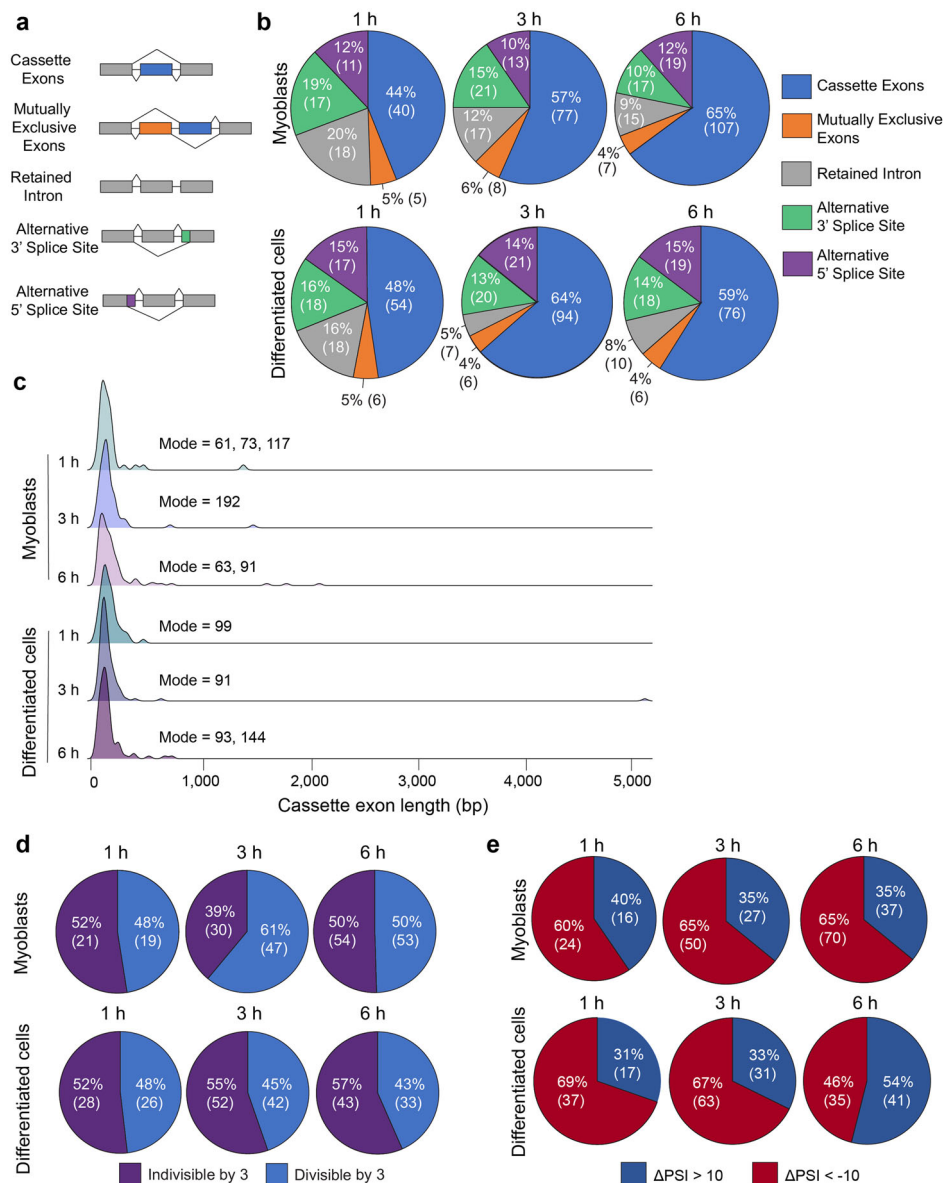 a
Cassette
Exons
Mutually
Exclusive
Exons
Retained
Intron
Alternative
3’ Splice Site
Alternative
5’ Splice Site
b
1 h
3 h
6 h
Myoblasts
12%
(11)
19%
(17)
20%
(18)
44%
(40)
5% (5)
10%
(13)
15%
(21)
12%
(17)
57%
(77)
6% (8)
12%
(19)
10%
(17)
9%
(15)
65%
(107)
4%
(7)
1 h
3 h
6 h
Differentiated cells
15%
(17)
16%
(18)
16%
(18)
48%
(54)
5% (6)
14%
(21)
13%
(20)
5%
(7)
4%
(6)
64%
(94)
15%
(19)
14%
(18)
8%
(10)
4%
(6)
59%
(76)
Cassette Exons
Mutually Exclusive
Exons
Retained Intron
Alternative
3’ Splice Site
Alternative
5’ Splice Site
c
Myoblasts
1 h
Mode = 61, 73, 117
3 h
Mode = 192
6 h
Mode = 63, 91
Differentiated cells
1 h
Mode = 99
3 h
Mode = 91
6 h
Mode = 93, 144
0
1,000
2,000
3,000
4,000
5,000
Cassette exon length (bp)
d
1 h
3 h
6 h
Myoblasts
52%
(21)
48%
(19)
39%
(30)
61%
(47)
50%
(54)
50%
(53)
1 h
3 h
6 h
Differentiated cells
52%
(28)
48%
(26)
55%
(52)
45%
(42)
57%
(43)
43%
(33)
Indivisible by 3
Divisible by 3
e
1 h
3 h
6 h
Myoblasts
60%
(24)
40%
(16)
65%
(50)
35%
(27)
65%
(70)
35%
(37)
1 h
3 h
6 h
Differentiated cells
69%
(37)
31%
(17)
67%
(63)
33%
(31)
46%
(35)
54%
(41)
ΔPSI > 10
ΔPSI < -10